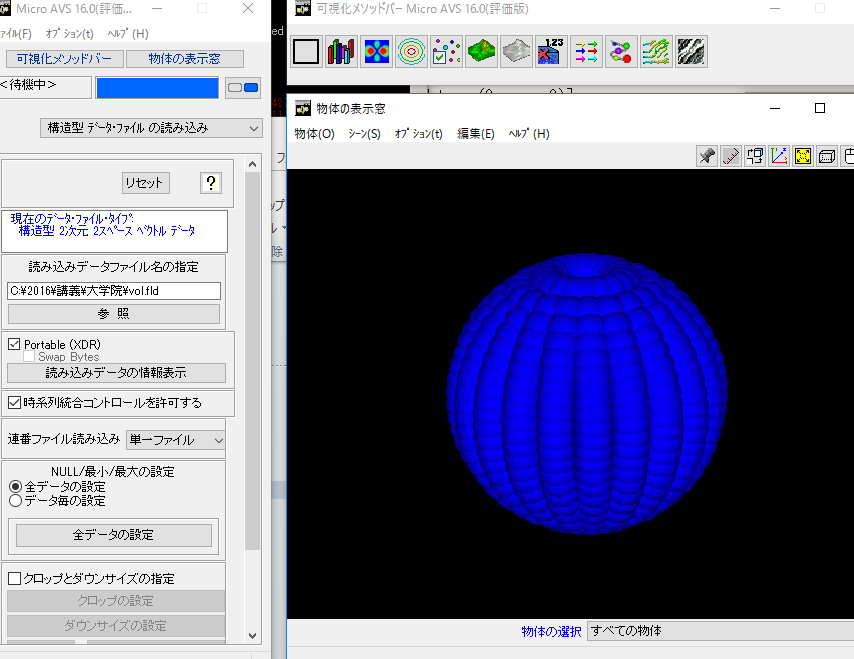 Micro AVS 16.0(評価...
ｧｲﾙ(F) ｵﾌﾟｼｮﾝ(t) ﾍﾙﾌﾟ(H)
可視化メソッドバー 物体の表示窓
<待機中>
構造型 ﾃﾞｰﾀ･ﾌｧｲﾙ の読み込み
リセット ?
現在のﾃﾞｰﾀ･ﾌｧｲﾙ･ﾀｲﾌﾟ:
構造型 2次元 2ｽﾍﾟｰｽ ﾍﾞｸﾄﾙ ﾃﾞｰﾀ
読み込みデータファイル名の指定
C:¥2016¥講義¥大学院¥vol.fld
参 照
Portable (XDR)
Swap Bytes
読み込みデータの情報表示
時系列統合コントロールを許可する
連番ファイル読み込み 単一ファイル
NULL/最小/最大の設定
全データの設定
データ毎の設定
全データの設定
クロップとダウンサイズの指定
クロップの設定
ダウンサイズの設定
ed
42
フ
ップ
ル
除
可視化メソッドバー Micro AVS 16.0(評価版)
123
物体の表示窓
物体(O) ｼｰﾝ(S) ｵﾌﾟｼｮﾝ(t) 編集(E) ﾍﾙﾌﾟ(H)
物体の選択 すべての物体